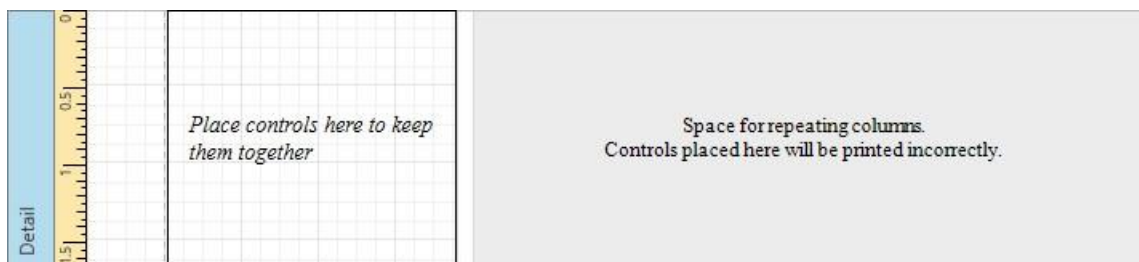 Detail
0
0.5
1
1.5
Place controls here to keep
them together
Space for repeating columns.
Controls placed here will be printed incorrectly.